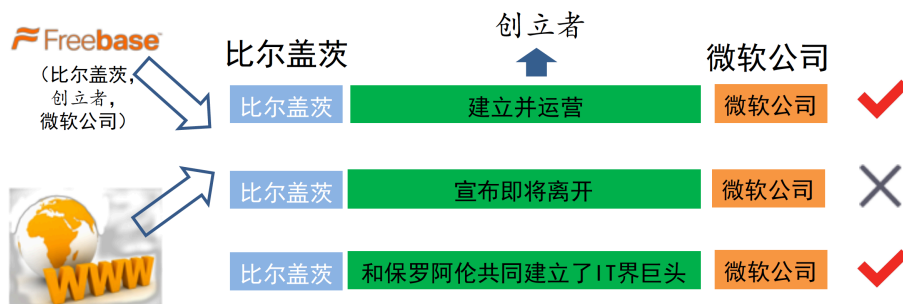 Freebase
(比尔盖茨,
创立者,
微软公司)
比尔盖茨
创立者
微软公司
比尔盖茨 建立并运营 微软公司
比尔盖茨 宣布即将离开 微软公司
比尔盖茨 和保罗阿伦共同建立了IT界巨头 微软公司
WWW